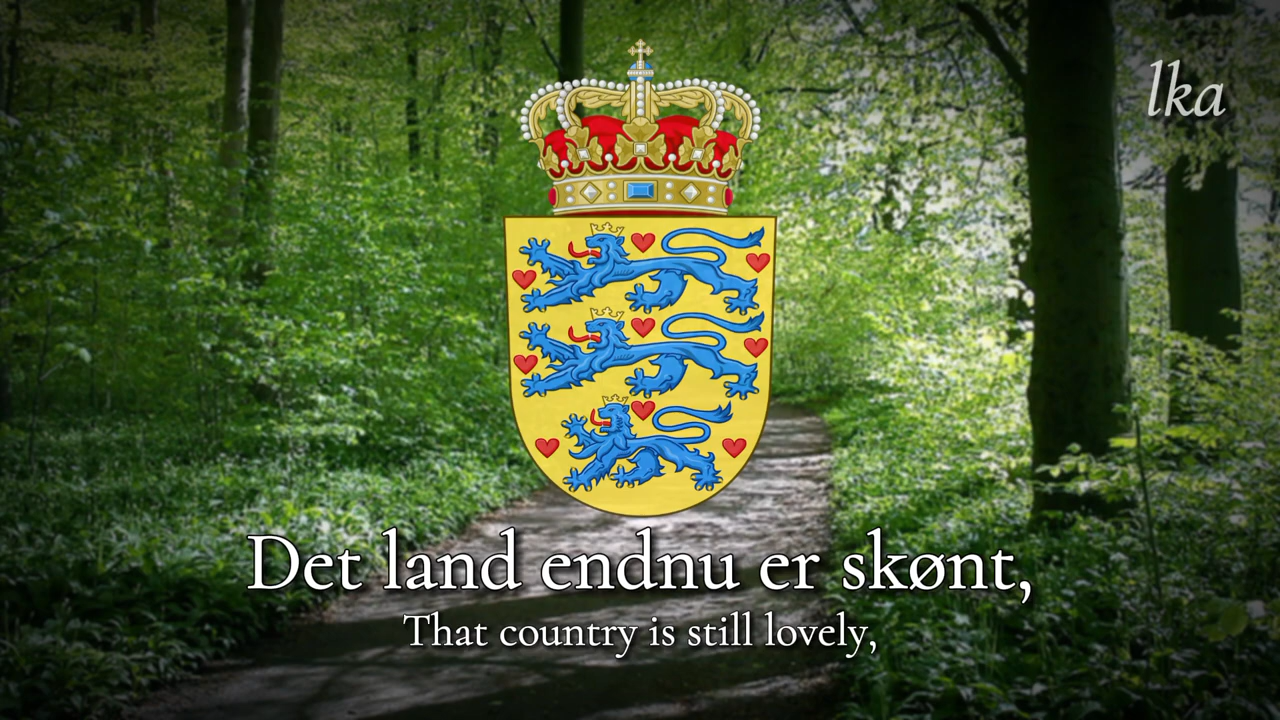 lka
Det land endnu er skønt,
That country is still lovely,